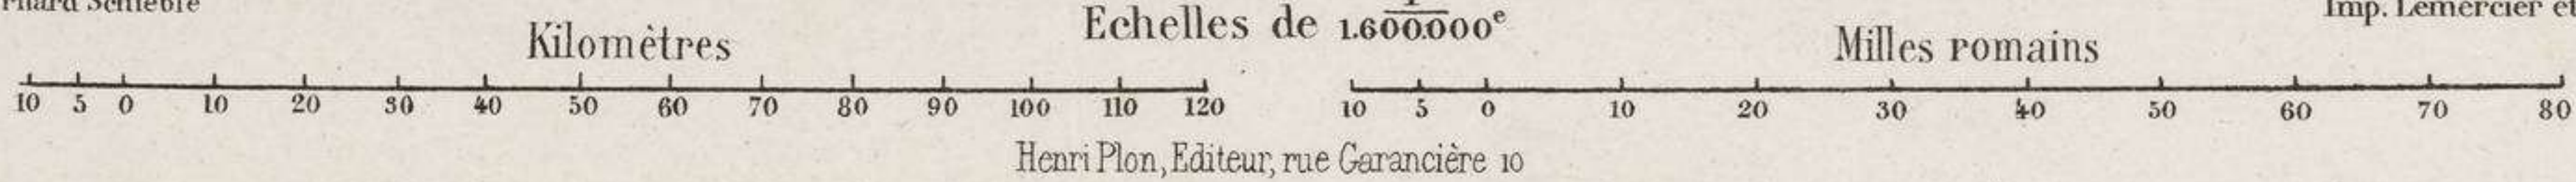 Schieble
Echelles de 1.600.000e
Imp. Lemercier et
Kilomètres
Milles romains
10 5 0 10 20 30 40 50 60 70 80 90 100 110 120
10 5 0 10 20 30 40 50 60 70 80
Henri Plon, Editeur, rue Garancière 10